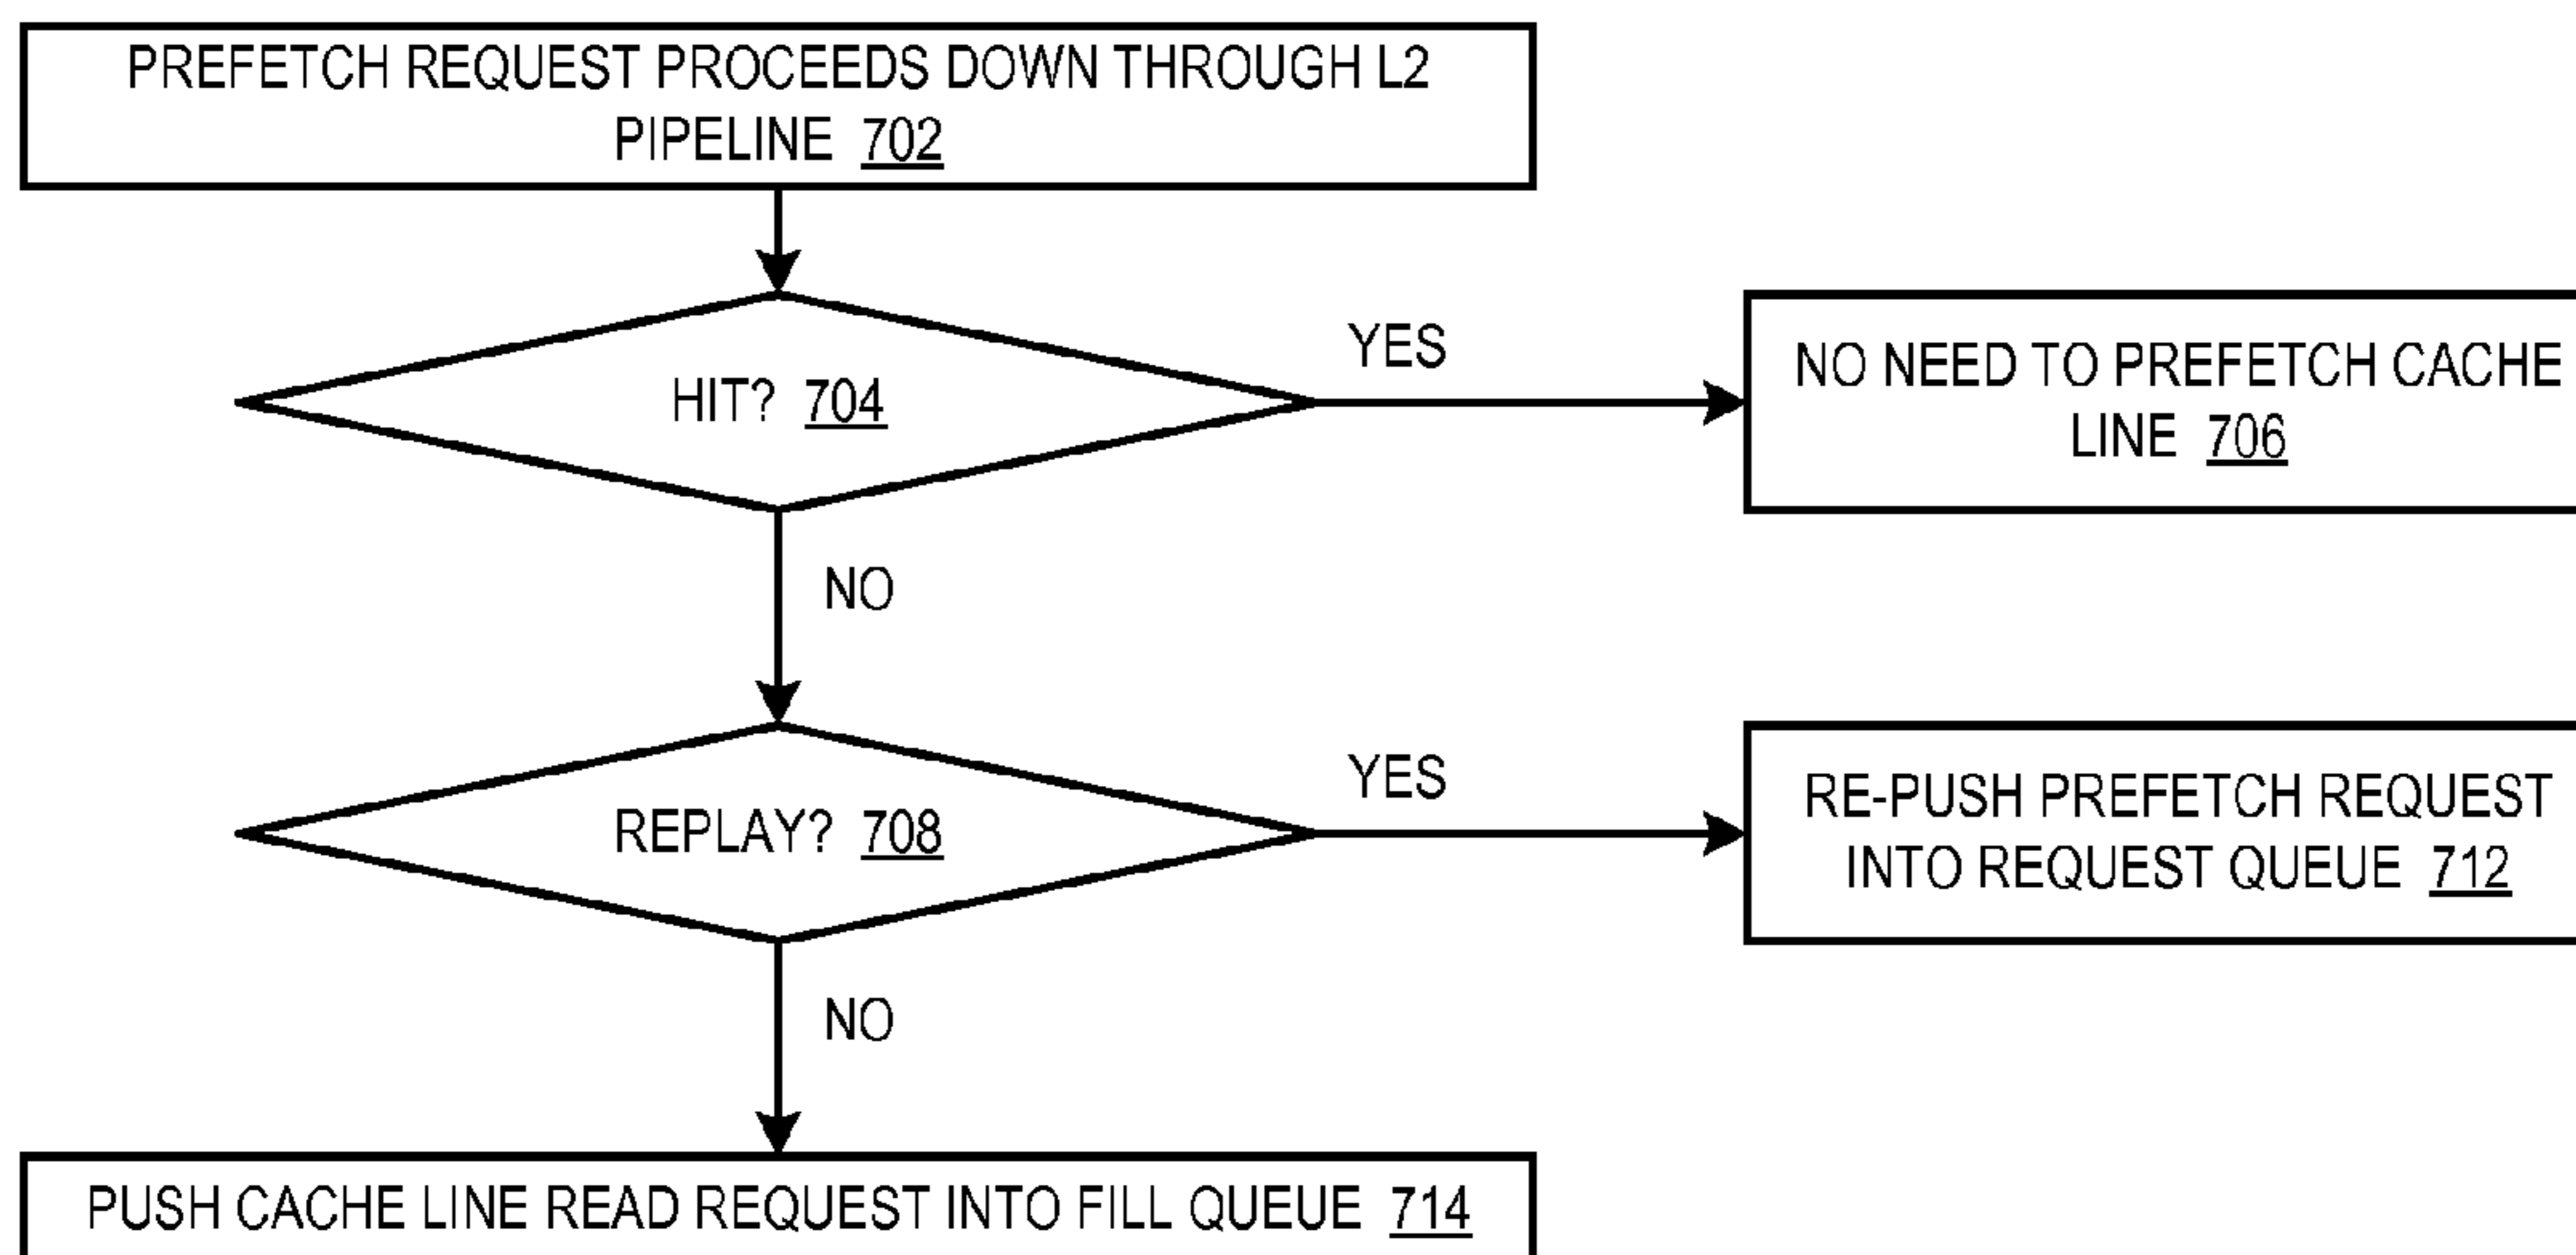 PREFETCH REQUEST PROCEEDS DOWN THROUGH L2
PIPELINE 702
HIT? 704
YES
NO NEED TO PREFETCH CACHE
LINE 706
NO
REPLAY? 708
YES
RE-PUSH PREFETCH REQUEST
INTO REQUEST QUEUE 712
NO
PUSH CACHE LINE READ REQUEST INTO FILL QUEUE 714